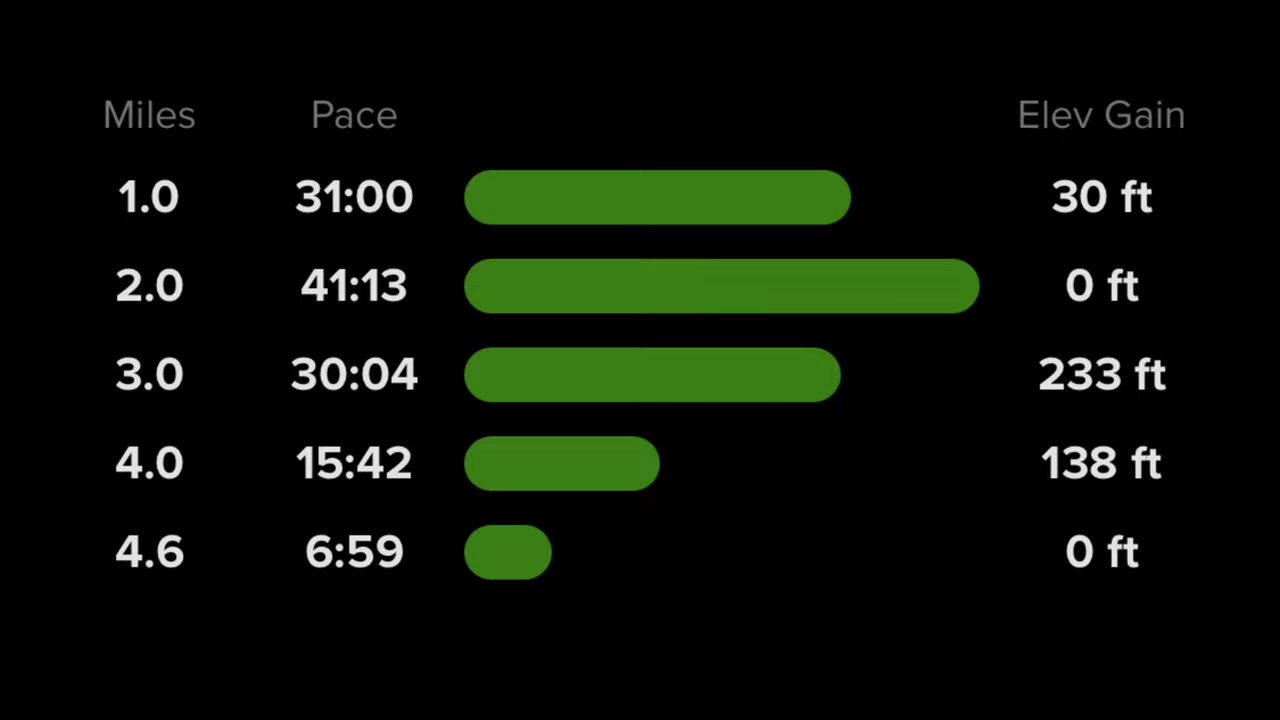 Miles Pace Elev Gain
1.0 31:00 30 ft
2.0 41:13 0 ft
3.0 30:04 233 ft
4.0 15:42 138 ft
4.6 6:59 0 ft